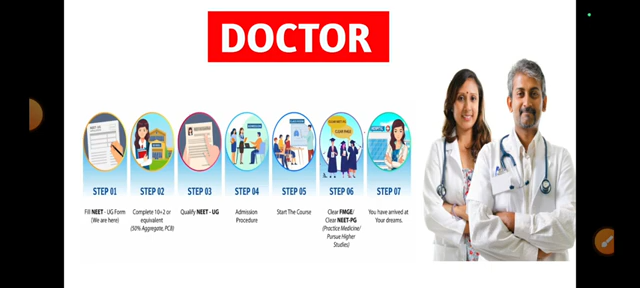 DOCTOR
STEP 01
Fill NEET - UG Form
(We are here)
STEP 02
Complete 10+2 or
equivalent
(50% Aggregate, PCB)
STEP 03
Qualify NEET - UG
STEP 04
Admission
Procedure
STEP 05
Start The Course
STEP 06
Clear FMGE/
Clear NEET-PG
(Practice Medicine/
Pursue Higher
Studies)
STEP 07
You have arrived at
Your dreams.